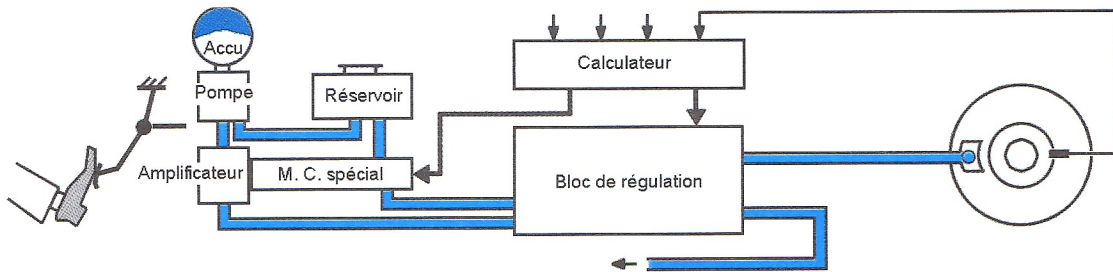 Accu
Pompe
Réservoir
Calculateur
Amplificateur
M. C. spécial
Bloc de régulation